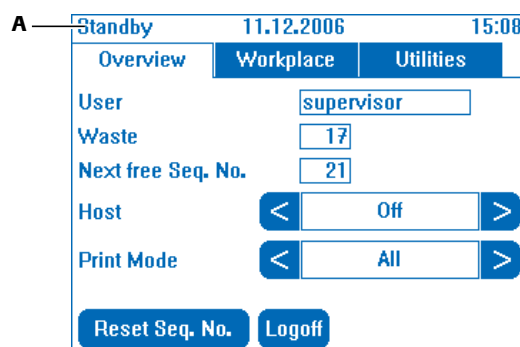 A
Standby 11.12.2006 15:08
Overview Workplace Utilities
User supervisor
Waste 17
Next free Seq. No. 21
Host < Off >
Print Mode < All >
Reset Seq. No. Logoff